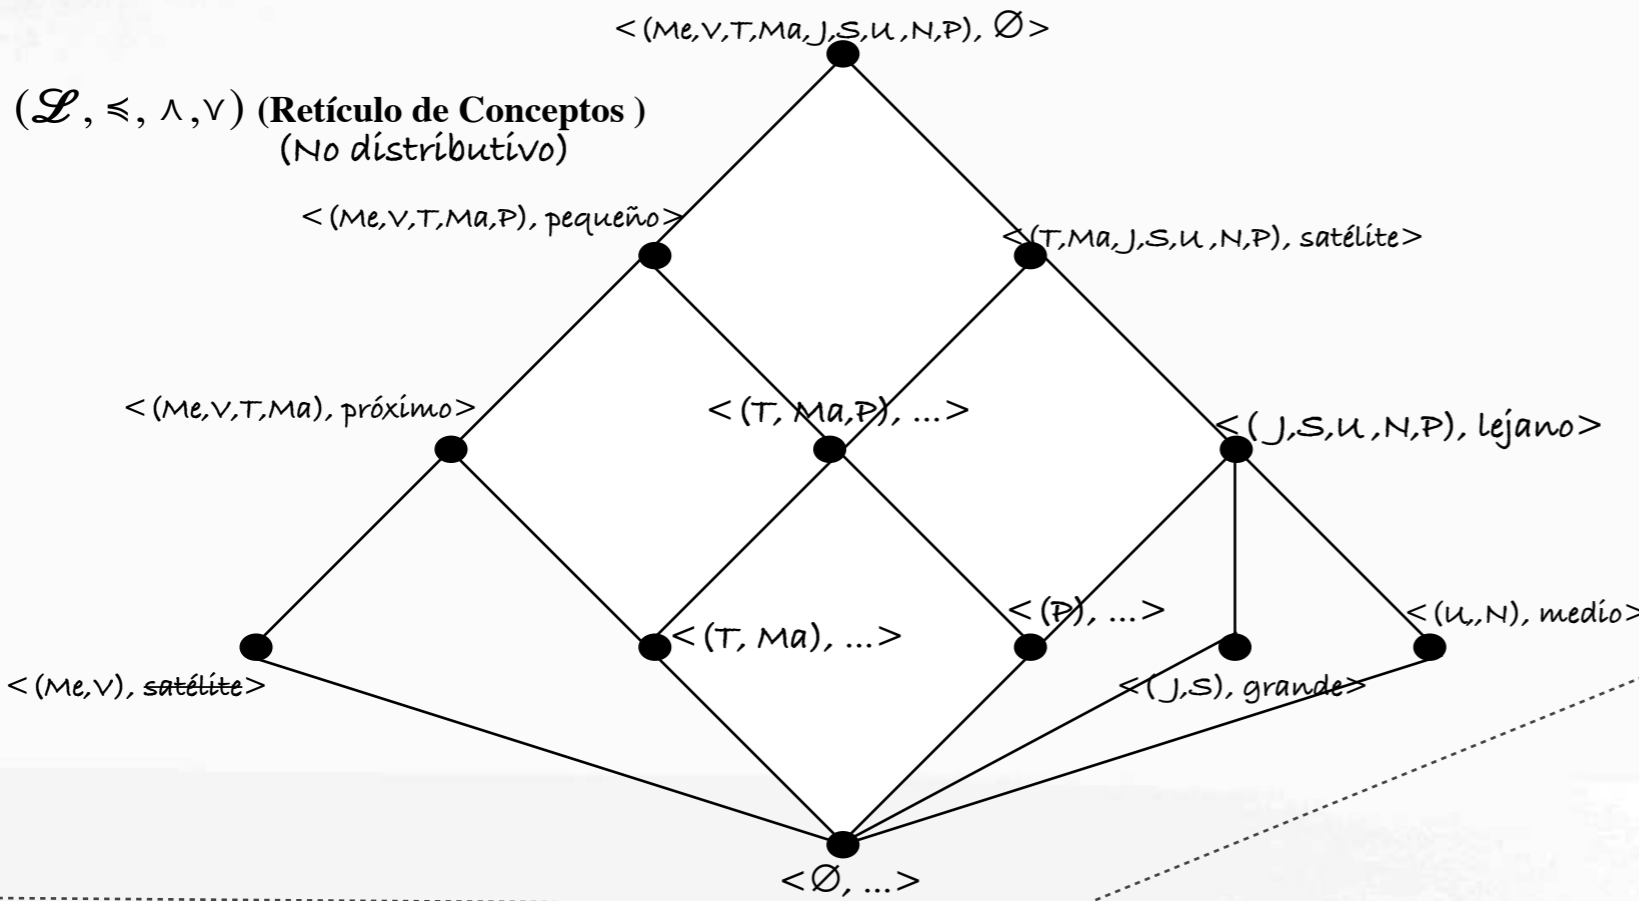 <(Me,V,T,Ma,J,S,U,N,P), Ø>
(ℒ, ≼, ∧,∨) (Retículo de Conceptos )
(No distributivo)
<(Me,V,T,Ma,P), pequeño>
<(T,Ma,J,S,U,N,P), satélite>
<(Me,V,T,Ma), próximo>
<(T, Ma,P), ...>
<( J,S,U,N,P), lejano>
<(P), ...>
<(U,,N), medio>
<(T, Ma), ...>
<(Me,V), satélite>
<( J,S), grande>
<Ø, ...>